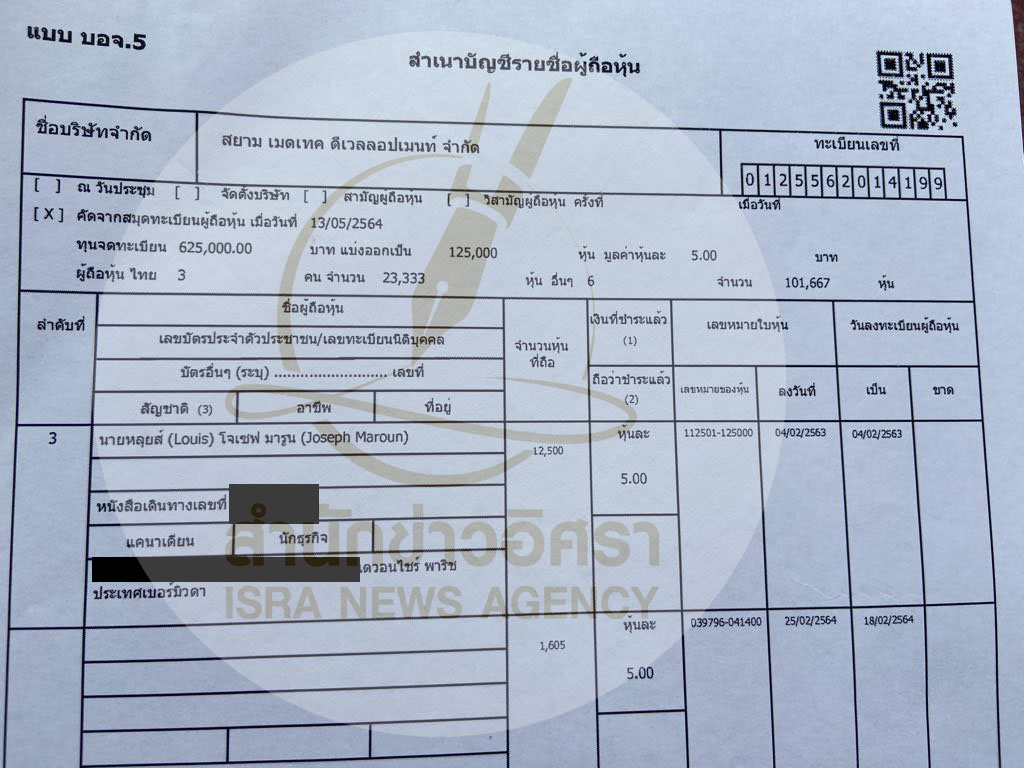 แบบ บอจ.5
สำเนาบัญชีรายชื่อผู้ถือหุ้น
ชื่อบริษัทจำกัด
สยาม เมดเทค ดีเวลลอปเมนท์ จำกัด
ทะเบียนเลขที่
0125562014199
[ ] ณ วันประชุม [ ] จัดตั้งบริษัท [ ] สามัญผู้ถือหุ้น [ ] วิสามัญผู้ถือหุ้น ครั้งที่ เมื่อวันที่
[X] คัดจากสมุดทะเบียนผู้ถือหุ้น เมื่อวันที่ 13/05/2564
ทุนจดทะเบียน 625,000.00 บาท แบ่งออกเป็น 125,000 หุ้น มูลค่าหุ้นละ 5.00 บาท
ผู้ถือหุ้น ไทย 3 คน จำนวน 23,333 หุ้น อื่นๆ 6 จำนวน 101,667 หุ้น
ลำดับที่
ชื่อผู้ถือหุ้น
เลขบัตรประจำตัวประชาชน/เลขทะเบียนนิติบุคคล
บัตรอื่นๆ (ระบุ) .......................... เลขที่
สัญชาติ (3) อาชีพ ที่อยู่
จำนวนหุ้น
ที่ถือ
เงินที่ชำระแล้ว
(1)
ถือว่าชำระแล้ว
(2)
เลขหมายใบหุ้น
เลขหมายของหุ้น ลงวันที่
วันลงทะเบียนผู้ถือหุ้น
เป็น ขาด
3 นายหลุยส์ (Louis) โจเซฟ มารูน (Joseph Maroun)
12,500
หุ้นละ
5.00
112501-125000 04/02/2563 04/02/2563
หนังสือเดินทางเลขที่
แคนาเดียน นักธุรกิจ
เดวอนไชร์ พาริช
ประเทศเบอร์มิวดา
1,605
หุ้นละ
5.00
039796-041400 25/02/2564 18/02/2564
สำนักข่าวอิศรา
ISRA NEWS AGENCY